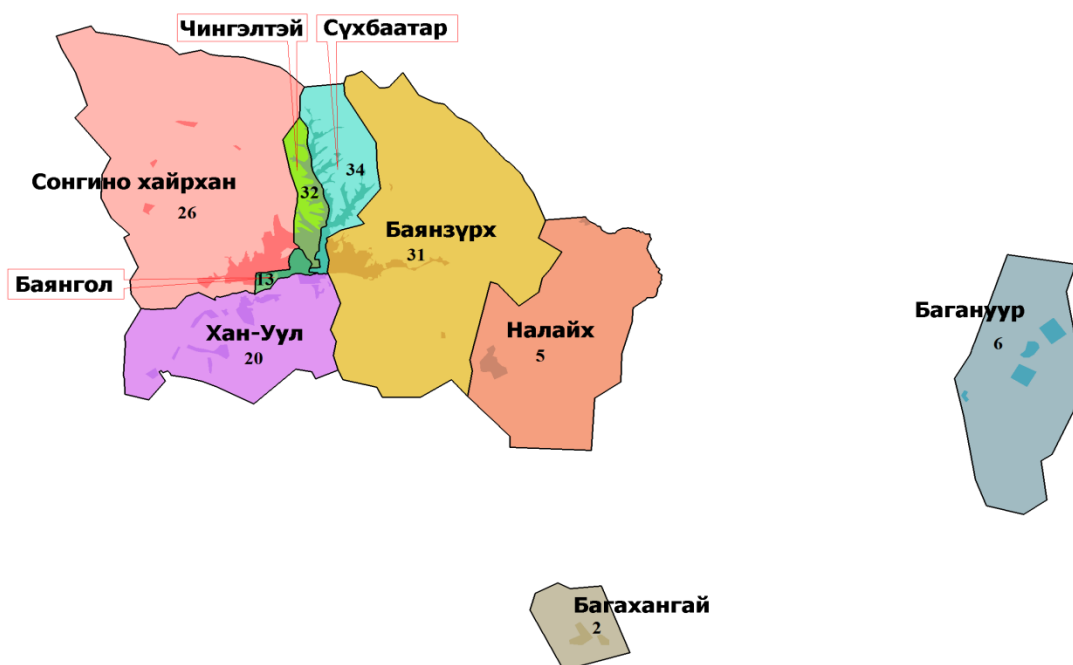 Чингэлтэй
Сүхбаатар
Сонгино хайрхан
26
32
34
Баянзүрх
31
Баянгол
13
Хан-Уул
20
Налайх
5
Багануур
6
Багахангай
2